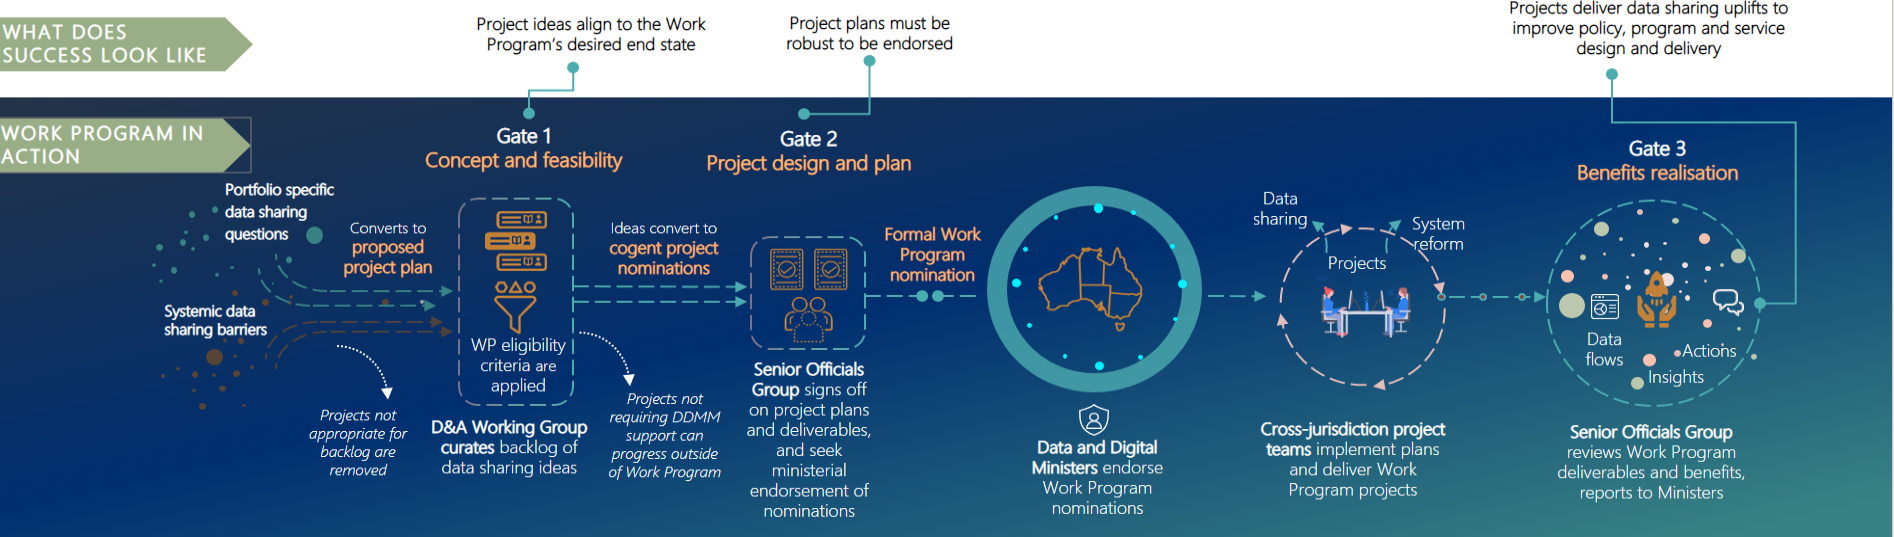 WHAT DOES
SUCCESS LOOK LIKE
Project ideas align to the Work
Program's desired end state
Project plans must be
robust to be endorsed
Projects deliver data sharing uplifts to
improve policy, program and service
design and delivery
WORK PROGRAM IN
ACTION
Gate 1
Concept and feasibility
Gate 2
Project design and plan
Gate 3
Benefits realisation
Portfolio specific
data sharing
questions
Systemic data
sharing barriers
Converts to
proposed
project plan
Projects not
appropriate for
backlog are
removed
WP eligibility
criteria are
applied
D&A Working Group
curates backlog of
data sharing ideas
Ideas convert to
cogent project
nominations
Projects not
requiring DDMM
support can
progress outside
of Work Program
Senior Officials
Group signs off
on project plans
and deliverables,
and seek
ministerial
endorsement of
nominations
Formal Work
Program
nomination
Data and Digital
Ministers endorse
Work Program
nominations
Data
sharing
System
reform
Projects
Cross-jurisdiction project
teams implement plans
and deliver Work
Program projects
Data
flows
Actions
Insights
Senior Officials Group
reviews Work Program
deliverables and benefits,
reports to Ministers